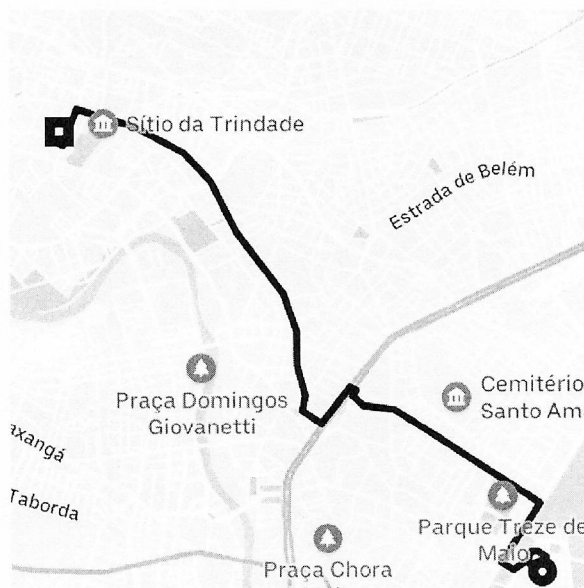 Sítio da Trindade
Estrada de Belém
Praça Domingos
Giovanetti
Cemitério
Santo Am
axangá
Taborda
Parque Treze de
Maio
Praça Chora